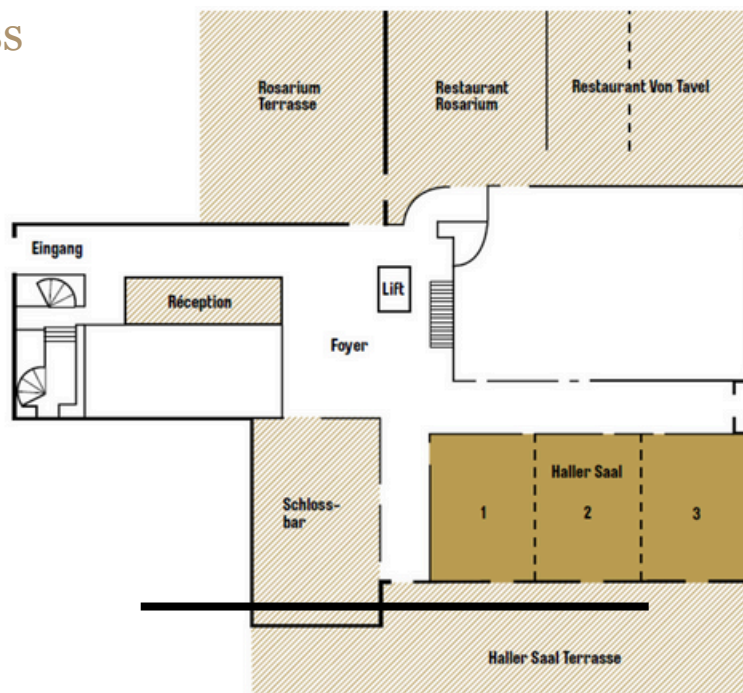 Rosarium
Terrasse
Restaurant
Rosarium
Restaurant Von Tavel
Eingang
Réception
Lift
Foyer
Schloss-
bar
Haller Saal
1
2
3
Haller Saal Terrasse